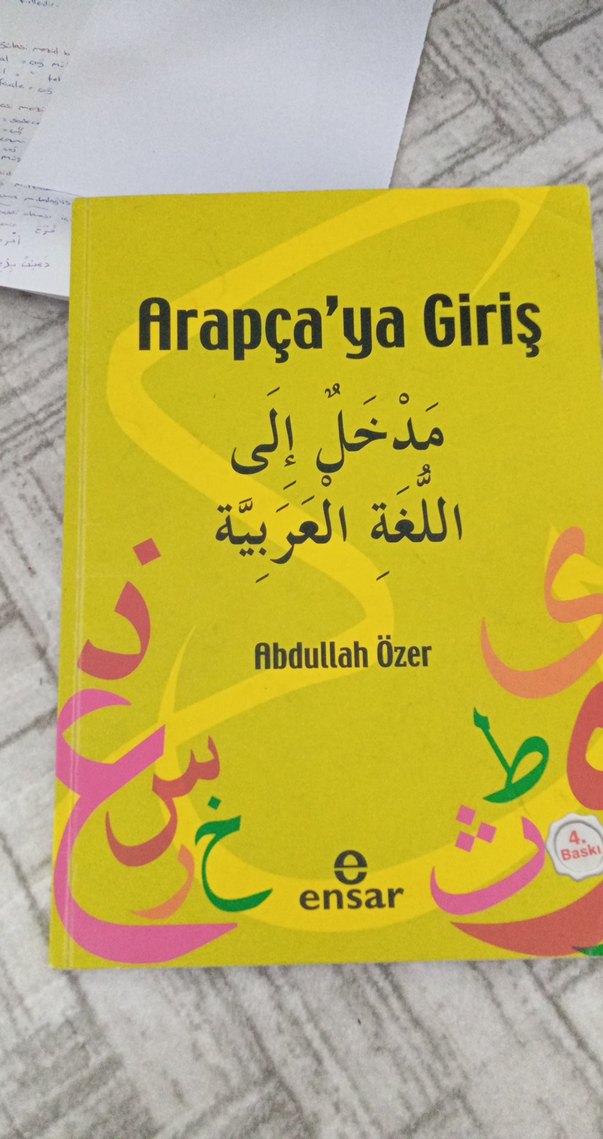 Arapça'ya Giriş
مَدْخَلٌ إِلَى
اللُّغَةِ الْعَرَبِيَّة
Abdullah Özer
4.
Baskı
ensar